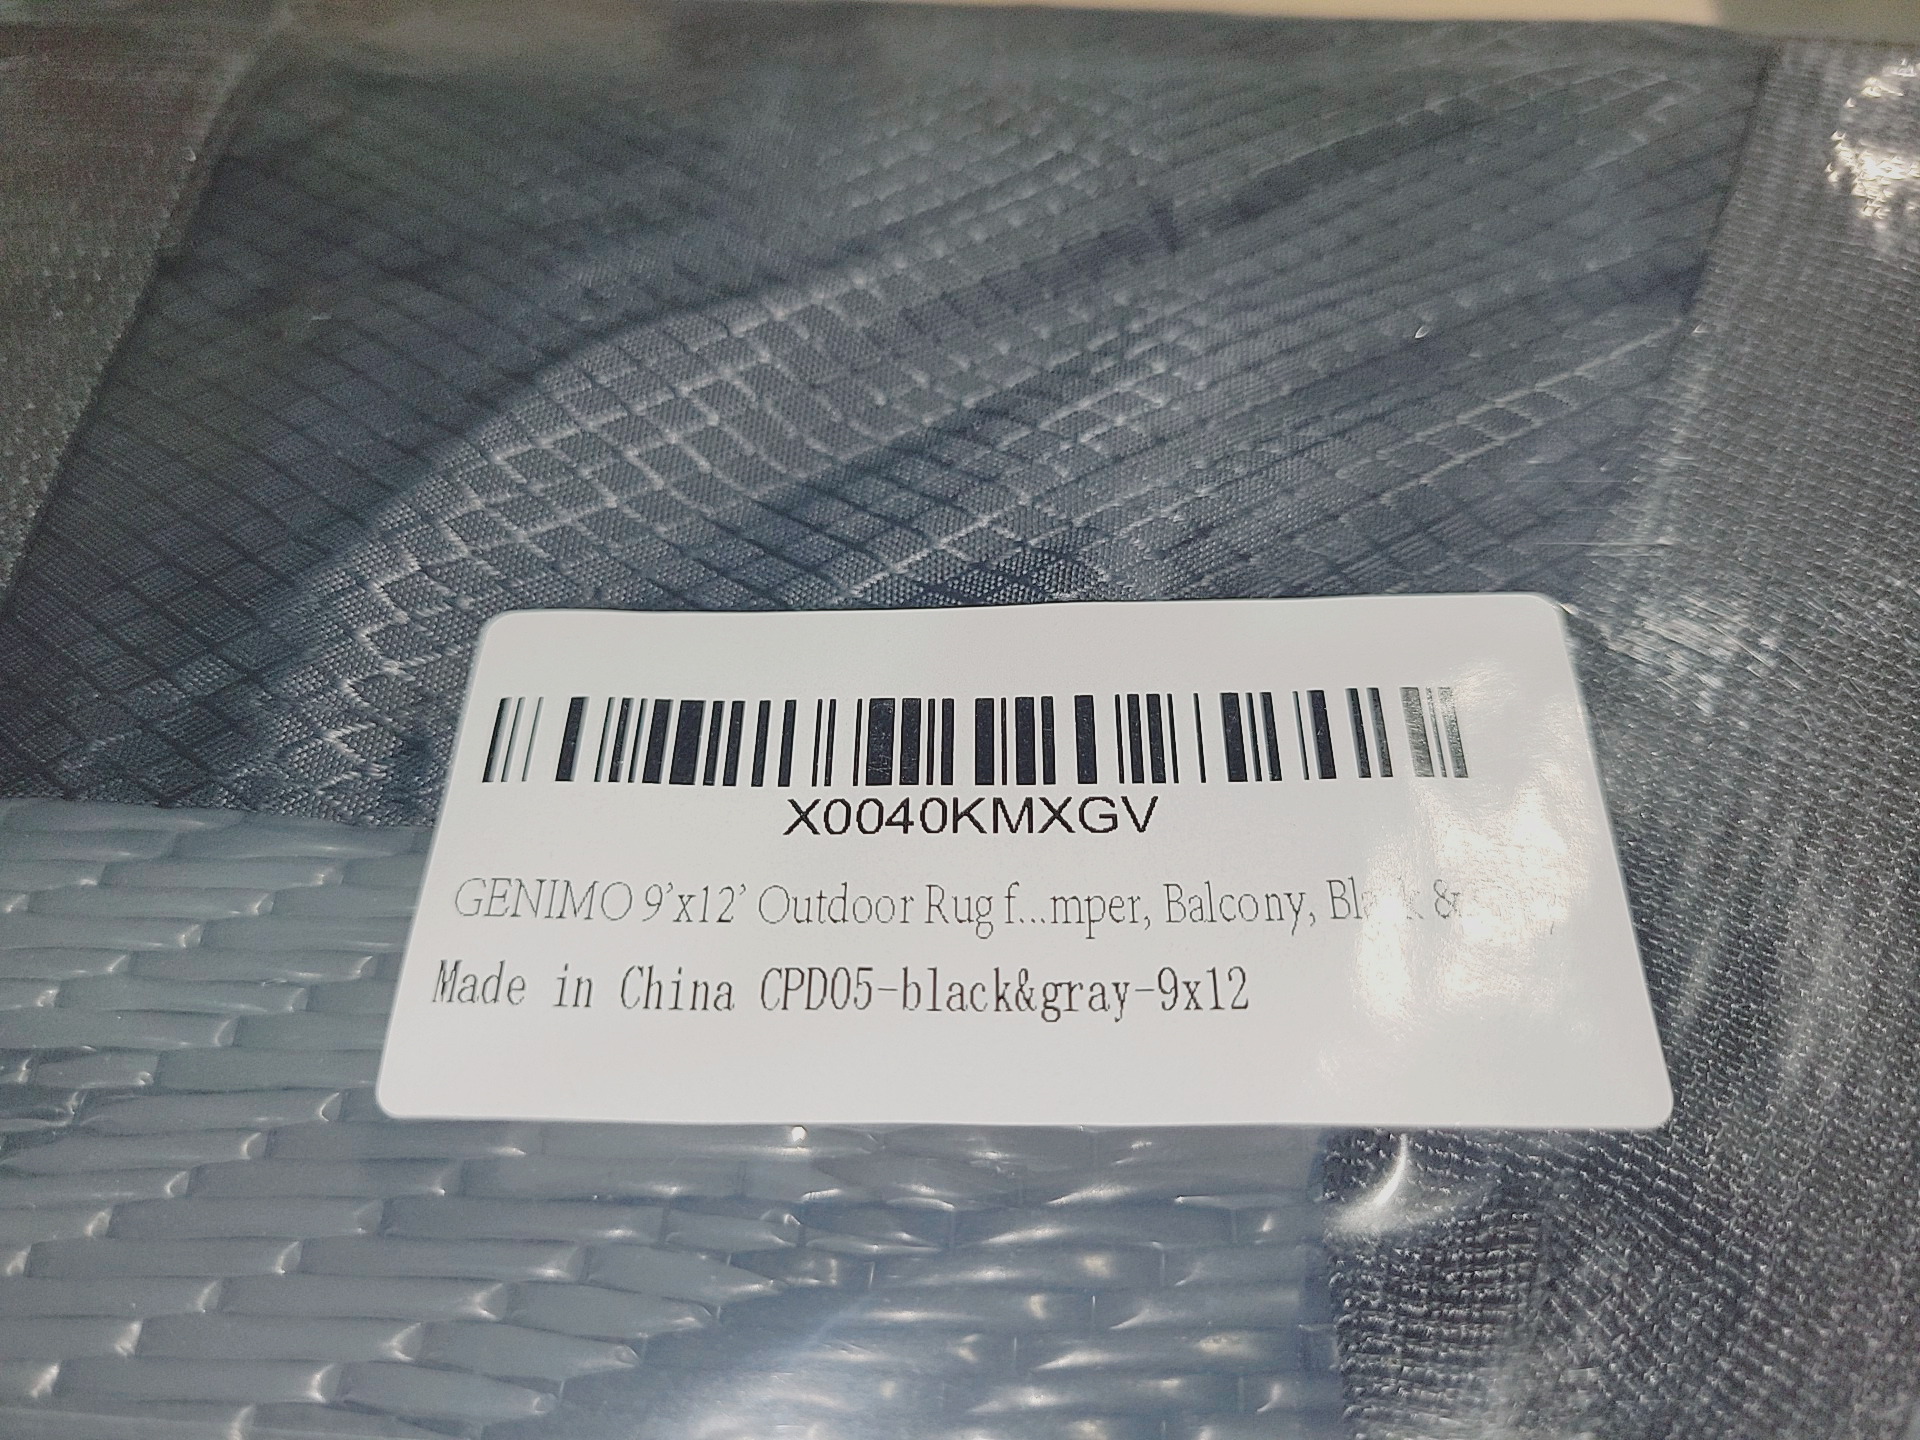 X0040KMXGV
GENIMO 9'x12' Outdoor Rug f...mper, Balcony, &
Made in China CPD05-black&gray-9x12